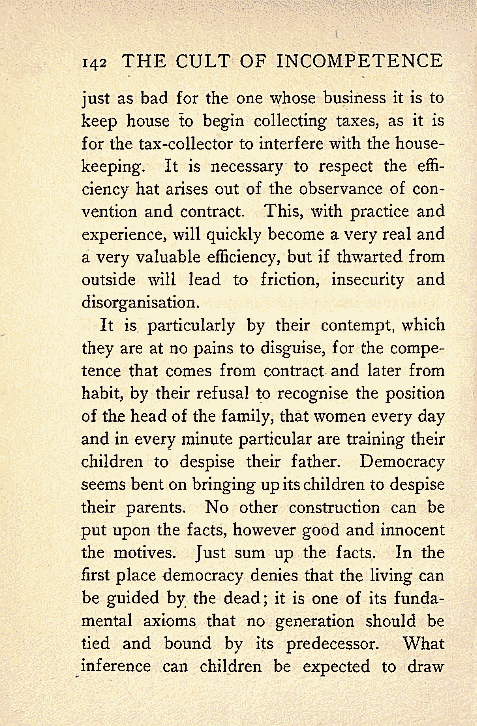 142 THE CULT OF INCOMPETENCE
just as bad for the one whose business it is to
keep house to begin collecting taxes, as it is
for the tax-collector to interfere with the house-
keeping. It is necessary to respect the effi-
ciency hat arises out of the observance of con-
vention and contract. This, with practice and
experience, will quickly become a very real and
a very valuable efficiency, but if thwarted from
outside will lead to friction, insecurity and
disorganisation.
It is particularly by their contempt, which
they are at no pains to disguise, for the compe-
tence that comes from contract and later from
habit, by their refusal to recognise the position
of the head of the family, that women every day
and in every minute particular are training their
children to despise their father. Democracy
seems bent on bringing up its children to despise
their parents. No other construction can be
put upon the facts, however good and innocent
the motives. Just sum up the facts. In the
first place democracy denies that the living can
be guided by the dead; it is one of its funda-
mental axioms that no generation should be
tied and bound by its predecessor. What
inference can children be expected to draw